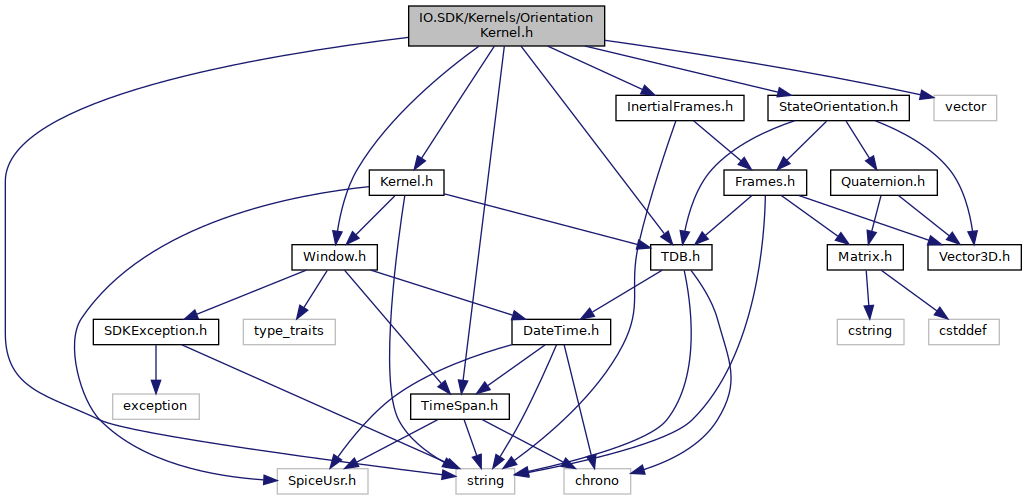 IO.SDK/Kernels/Orientation
Kernel.h
InertialFrames.h
StateOrientation.h
vector
Kernel.h
Frames.h
Quaternion.h
Window.h
TDB.h
Matrix.h
Vector3D.h
SDKException.h
type_traits
DateTime.h
cstring
cstddef
exception
TimeSpan.h
SpiceUsr.h
string
chrono